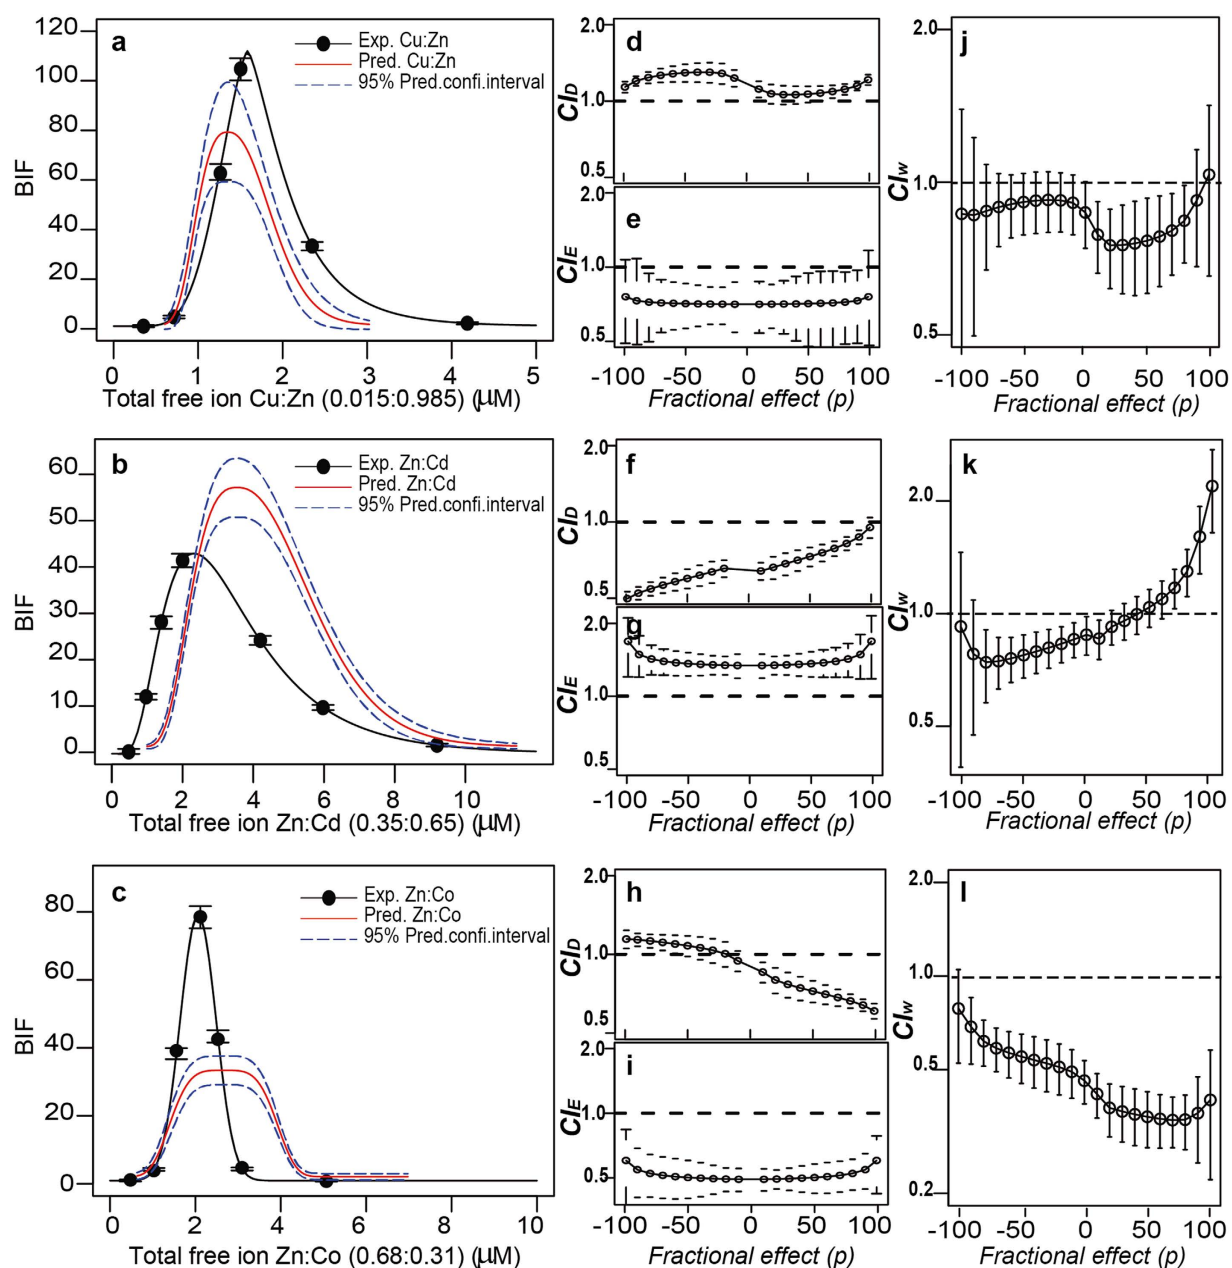 a
Exp. Cu:Zn
Pred. Cu:Zn
95% Pred.confi.interval
120
100
80
60
40
20
0
BIF
0 1 2 3 4 5
Total free ion Cu:Zn (0.015:0.985) (μM)
d
2.0
1.0
0.5
CID
e
2.0
1.0
0.5
CIE
-100 -50 0 50 100
Fractional effect (p)
j
2.0
1.0
0.5
CIw
-100 -50 0 50 100
Fractional effect (p)
b
Exp. Zn:Cd
Pred. Zn:Cd
95% Pred.confi.interval
60
50
40
30
20
10
0
BIF
0 2 4 6 8 10
Total free ion Zn:Cd (0.35:0.65) (μM)
f
2.0
1.0
0.5
CID
g
2.0
1.0
0.5
CIE
-100 -50 0 50 100
Fractional effect (p)
k
2.0
1.0
0.5
CIw
-100 -50 0 50 100
Fractional effect (p)
c
Exp. Zn:Co
Pred. Zn:Co
95% Pred.confi.interval
80
60
40
20
0
BIF
0 2 4 6 8 10
Total free ion Zn:Co (0.68:0.31) (μM)
h
2.0
1.0
0.5
CID
i
2.0
1.0
0.5
CIE
-100 -50 0 50 100
Fractional effect (p)
l
2.0
1.0
0.5
0.2
CIw
-100 -50 0 50 100
Fractional effect (p)